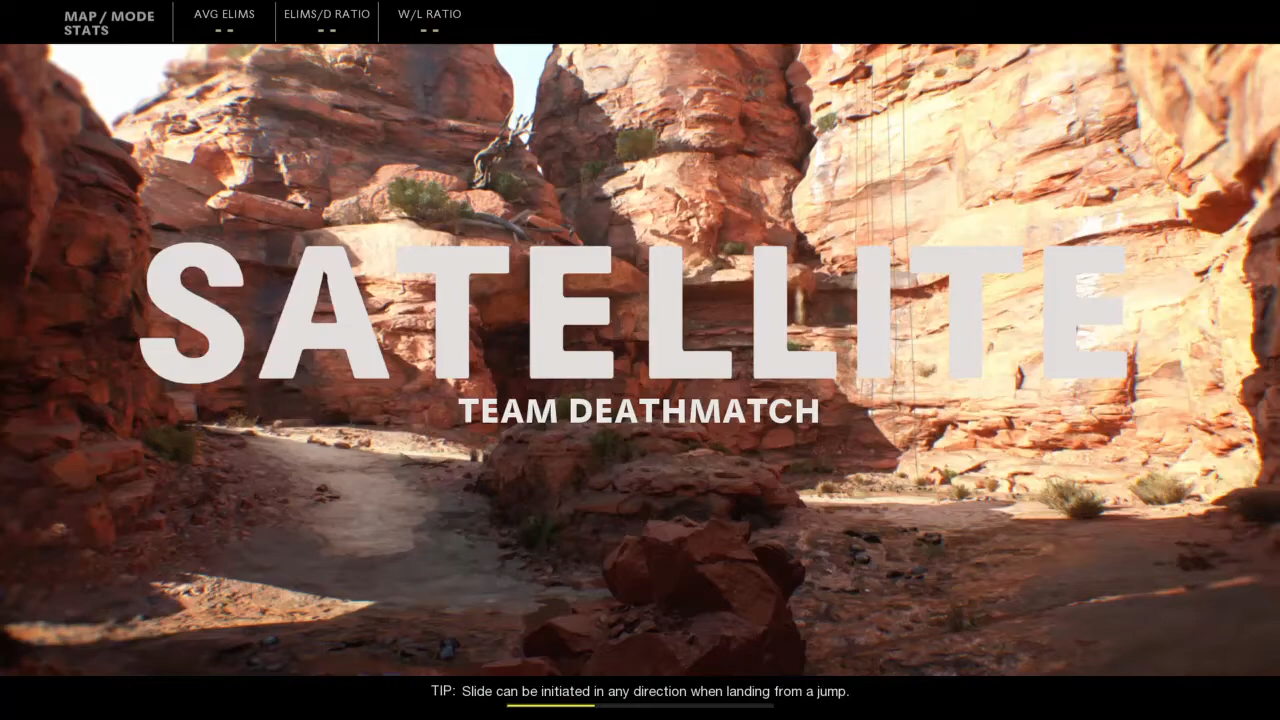 MAP / MODE
STATS
AVG ELIMS
--
ELIMS/D RATIO
--
W/L RATIO
--
SATELLITE
TEAM DEATHMATCH
TIP: Slide can be initiated in any direction when landing from a jump.